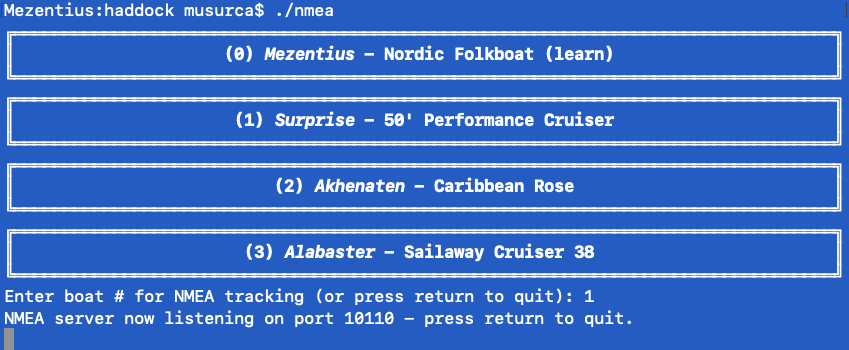 Mezentius:haddock musurca$ ./nmea
(0) Mezentius – Nordic Folkboat (learn)
(1) Surprise – 50' Performance Cruiser
(2) Akhenaten – Caribbean Rose
(3) Alabaster – Sailaway Cruiser 38
Enter boat # for NMEA tracking (or press return to quit): 1
NMEA server now listening on port 10110 – press return to quit.